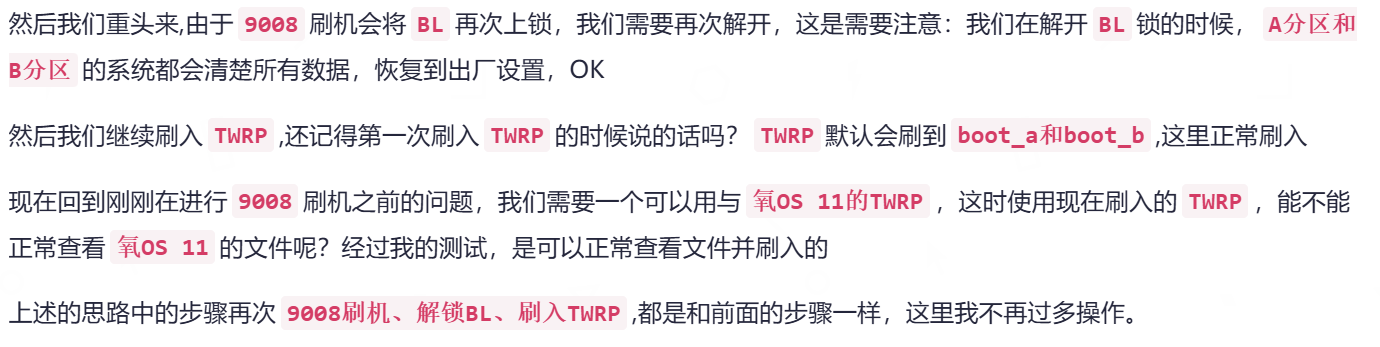 然后我们重头来,由于 9008 刷机会将 BL 再次上锁，我们需要再次解开，这是需要注意：我们在解开 BL 锁的时候， A分区和
B分区 的系统都会清楚所有数据，恢复到出厂设置，OK
然后我们继续刷入 TWRP ,还记得第一次刷入 TWRP 的时候说的话吗？ TWRP 默认会刷到 boot_a和boot_b ,这里正常刷入
现在回到刚刚在进行 9008 刷机之前的问题，我们需要一个可以用与 氧OS 11的TWRP ，这时使用现在刷入的 TWRP ，能不能
正常查看 氧OS 11 的文件呢？经过我的测试，是可以正常查看文件并刷入的
上述的思路中的步骤再次 9008刷机、解锁BL、刷入TWRP ,都是和前面的步骤一样，这里我不再过多操作。